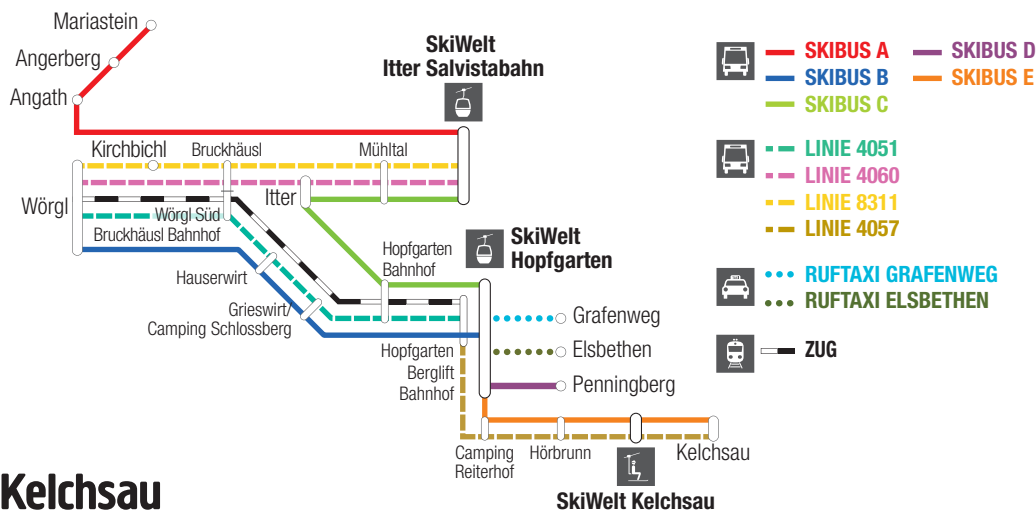 Mariastein
Angerberg
Angath
SkiWelt
Itter Salvistabahn
Kirchbichl
Bruckhäusl
Mühltal
Wörgl
Wörgl Süd
Bruckhäusl Bahnhof
Itter
Hauserwirt
Grieswirt/
Camping Schlossberg
Hopfgarten
Bahnhof
SkiWelt
Hopfgarten
Grafenweg
Elsbethen
Penningberg
Hopfgarten
Berglift
Bahnhof
Camping
Reiterhof
Hörbrunn
Kelchsau
SkiWelt Kelchsau
Kelchsau
SKIBUS A
SKIBUS D
SKIBUS B
SKIBUS E
SKIBUS C
LINIE 4051
LINIE 4060
LINIE 8311
LINIE 4057
RUFTAXI GRAFENWEG
RUFTAXI ELSBETHEN
ZUG